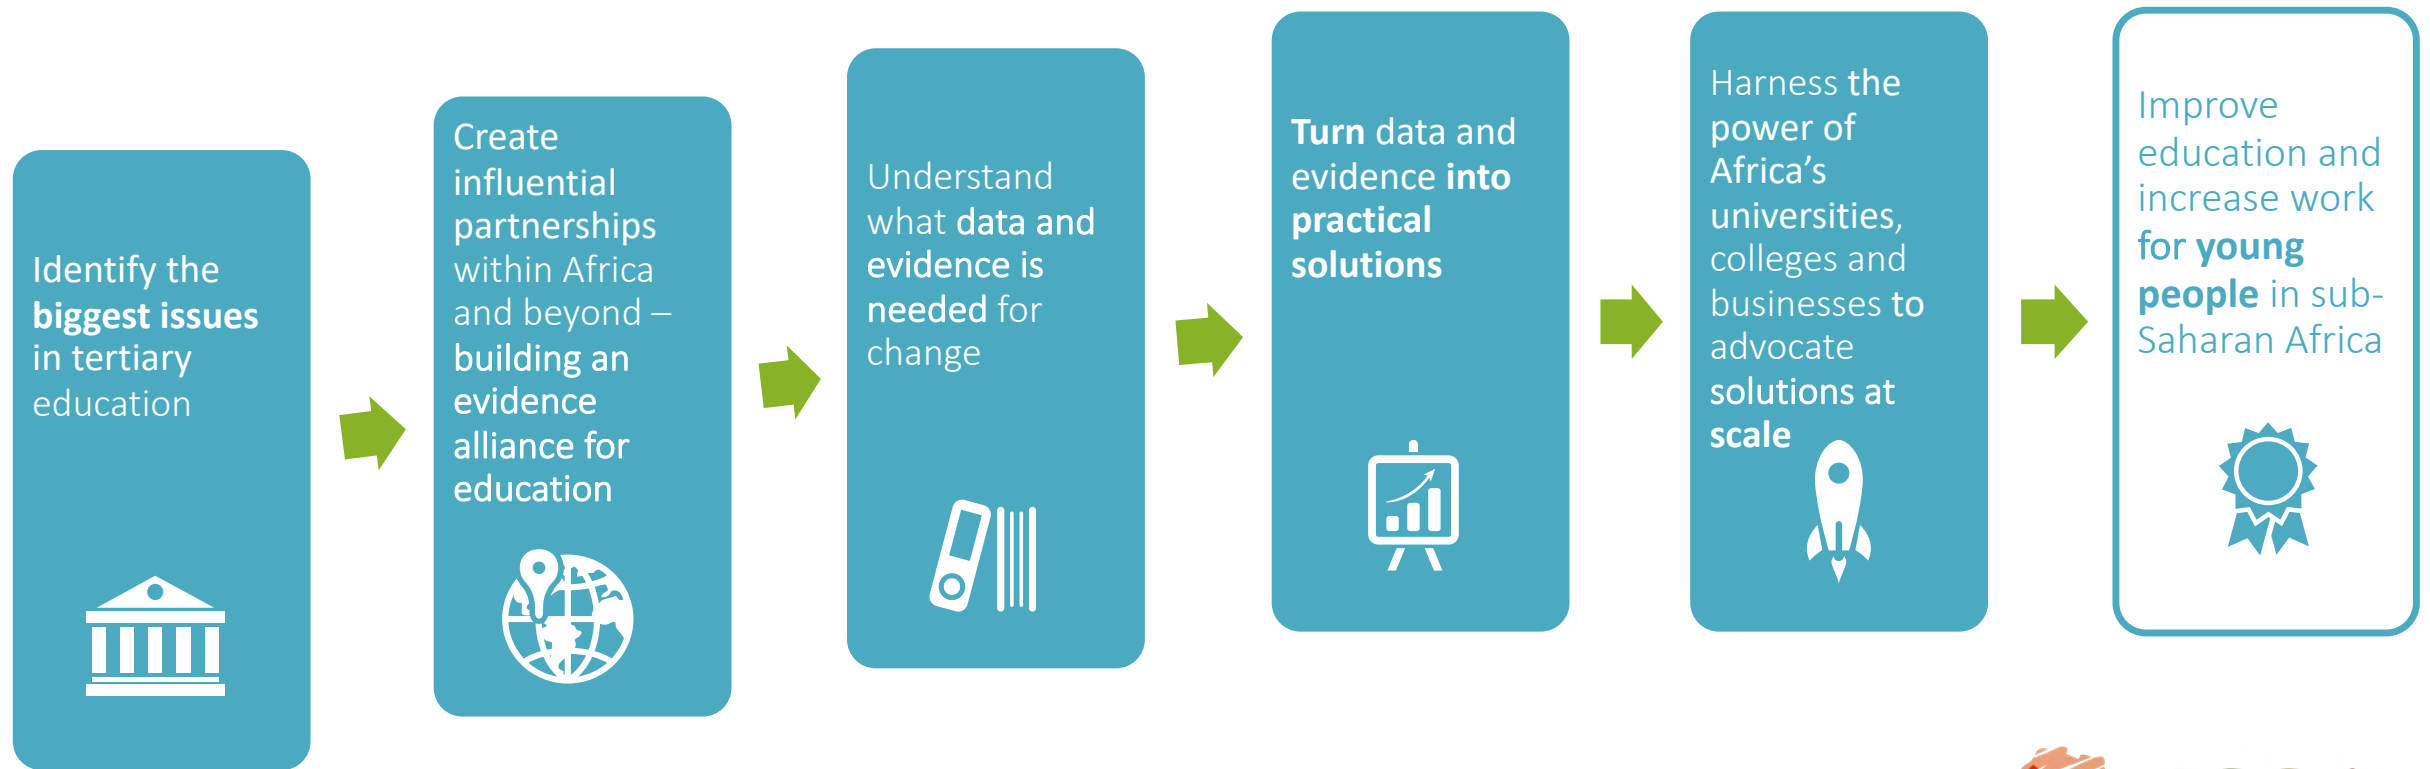 Identify the
biggest issues
in tertiary
education
Create
influential
partnerships
within Africa
and beyond –
building an
evidence
alliance for
education
Understand
what data and
evidence is
needed for
change
Turn data and
evidence into
practical
solutions
Harness the
power of
Africa’s
universities,
colleges and
businesses to
advocate
solutions at
scale
Improve
education and
increase work
for young
people in sub-
Saharan Africa